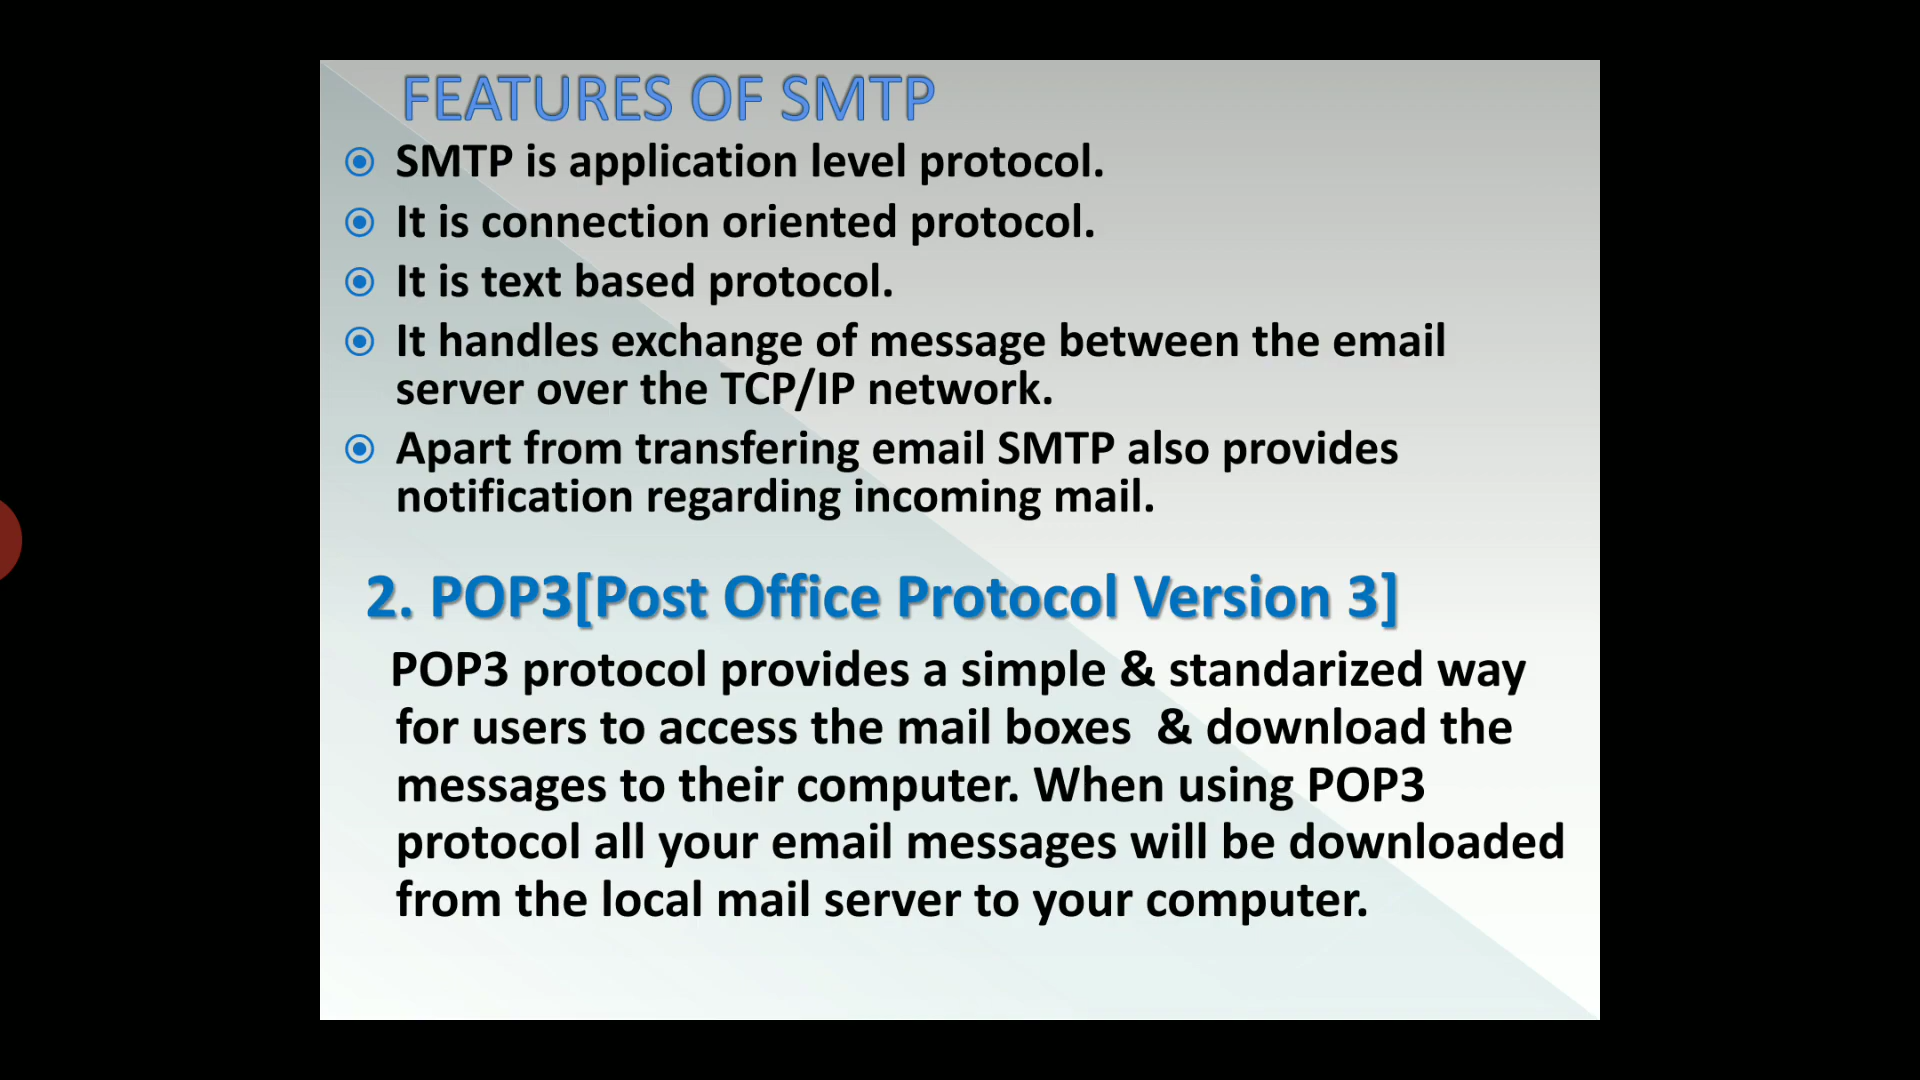 FEATURES OF SMTP
SMTP is application level protocol.
It is connection oriented protocol.
It is text based protocol.
It handles exchange of message between the email
server over the TCP/IP network.
Apart from transfering email SMTP also provides
notification regarding incoming mail.
2. POP3[Post Office Protocol Version 3]
POP3 protocol provides a simple & standarized way
for users to access the mail boxes & download the
messages to their computer. When using POP3
protocol all your email messages will be downloaded
from the local mail server to your computer.